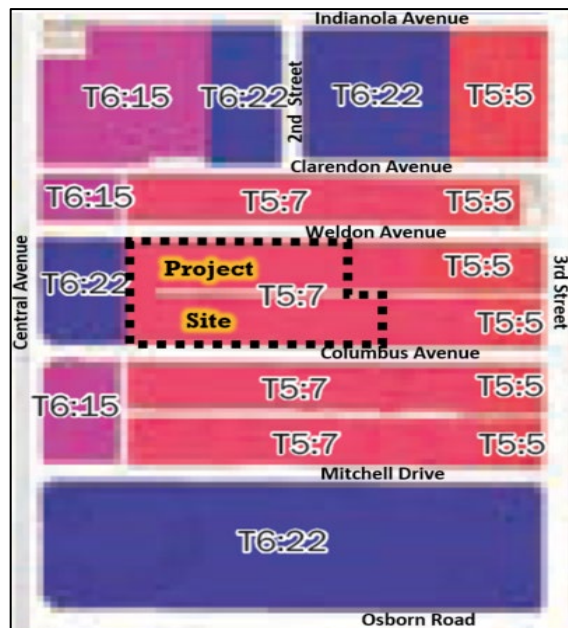 Indianola Avenue
T6:15 T6:22 2nd Street T6:22 T5:5
Clarendon Avenue
T6:15 T5:7 T5:5
Weldon Avenue
Central Avenue
T6:22 Project T5:7 T5:5
3rd Street
Site T5:5
Columbus Avenue
T6:15 T5:7 T5:5
T5:7 T5:5
Mitchell Drive
T6:22
Osborn Road